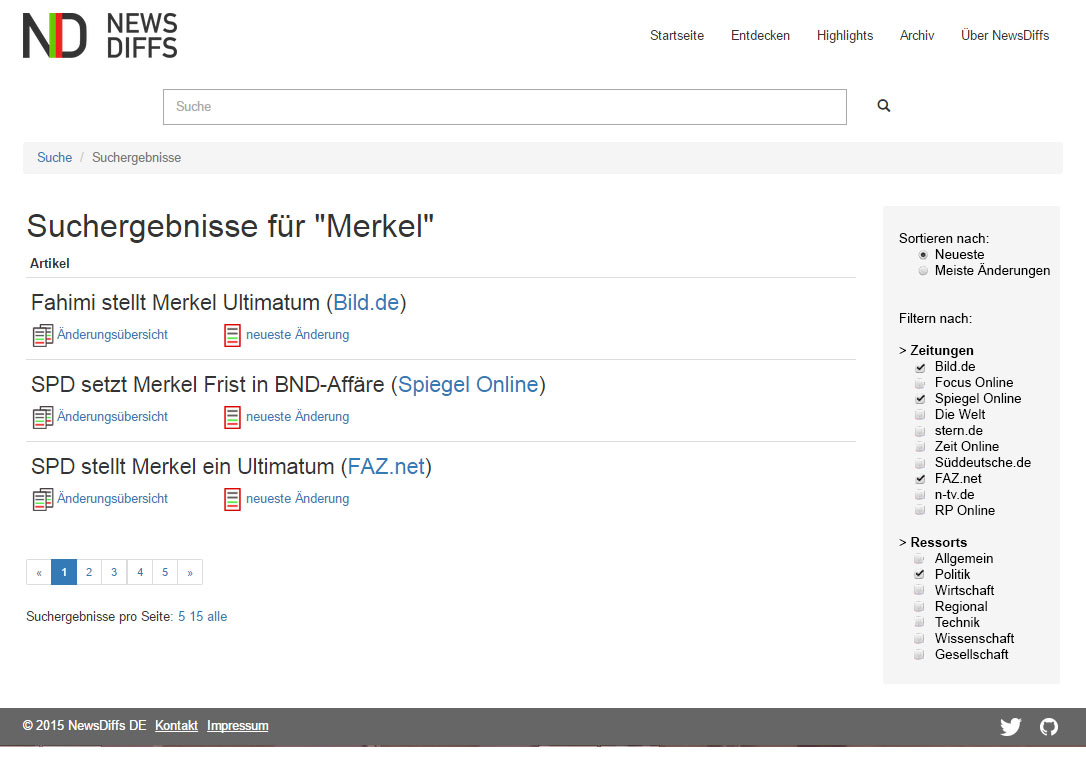 ND NEWS DIFFS
Startseite Entdecken Highlights Archiv Über NewsDiffs
Suche
Suche / Suchergebnisse
Suchergebnisse für "Merkel"
Artikel
Fahimi stellt Merkel Ultimatum (Bild.de)
Änderungsübersicht neueste Änderung
SPD setzt Merkel Frist in BND-Affäre (Spiegel Online)
Änderungsübersicht neueste Änderung
SPD stellt Merkel ein Ultimatum (FAZ.net)
Änderungsübersicht neueste Änderung
« 1 2 3 4 5 »
Suchergebnisse pro Seite: 5 15 alle
Sortieren nach:
Neueste
Meiste Änderungen
Filtern nach:
> Zeitungen
Bild.de
Focus Online
Spiegel Online
Die Welt
stern.de
Zeit Online
Süddeutsche.de
FAZ.net
n-tv.de
RP Online
> Ressorts
Allgemein
Politik
Wirtschaft
Regional
Technik
Wissenschaft
Gesellschaft
© 2015 NewsDiffs DE Kontakt Impressum